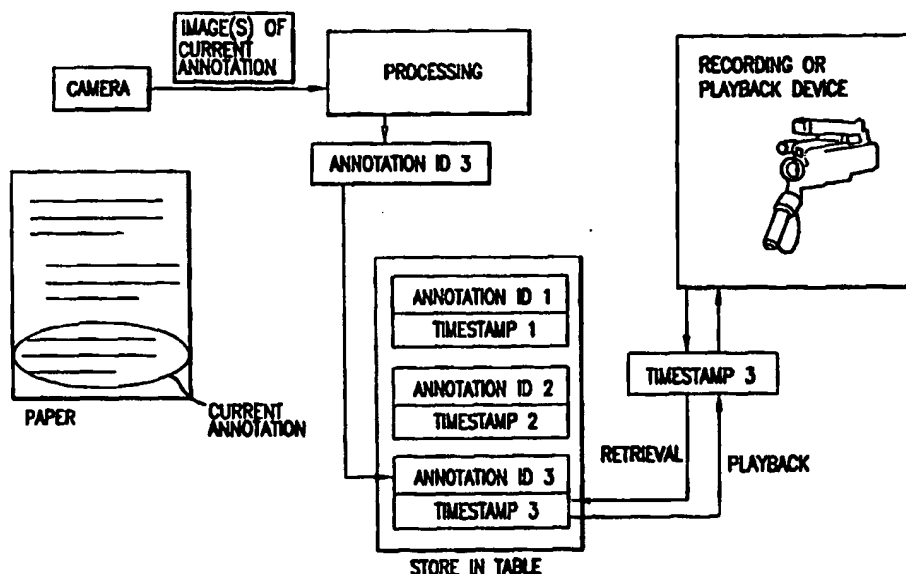 IMAGE(S) OF
CURRENT
ANNOTATION
CAMERA
PROCESSING
RECORDING OR
PLAYBACK DEVICE
ANNOTATION ID 3
ANNOTATION ID 1
TIMESTAMP 1
ANNOTATION ID 2
TIMESTAMP 2
ANNOTATION ID 3
TIMESTAMP 3
TIMESTAMP 3
RETRIEVAL
PLAYBACK
PAPER
CURRENT
ANNOTATION
STORE IN TABLE